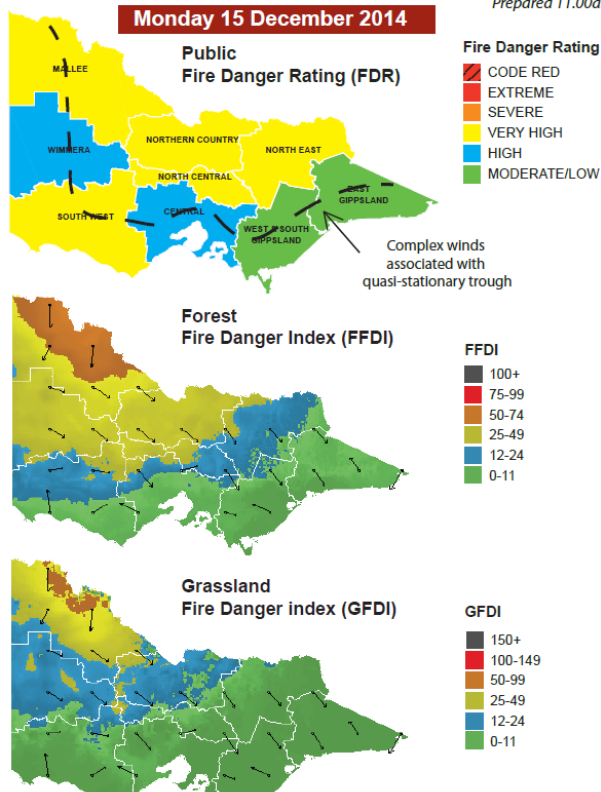 Prepared 11.00a
Monday 15 December 2014
Public
Fire Danger Rating (FDR)
MALLEE
WIMMERA
NORTHERN COUNTRY
NORTH EAST
NORTH CENTRAL
SOUTH WEST
CENTRAL
WEST & SOUTH
GIPPSLAND
EAST
GIPPSLAND
Complex winds
associated with
quasi-stationary trough
Fire Danger Rating
CODE RED
EXTREME
SEVERE
VERY HIGH
HIGH
MODERATE/LOW
Forest
Fire Danger Index (FFDI)
FFDI
100+
75-99
50-74
25-49
12-24
0-11
Grassland
Fire Danger index (GFDI)
GFDI
150+
100-149
50-99
25-49
12-24
0-11